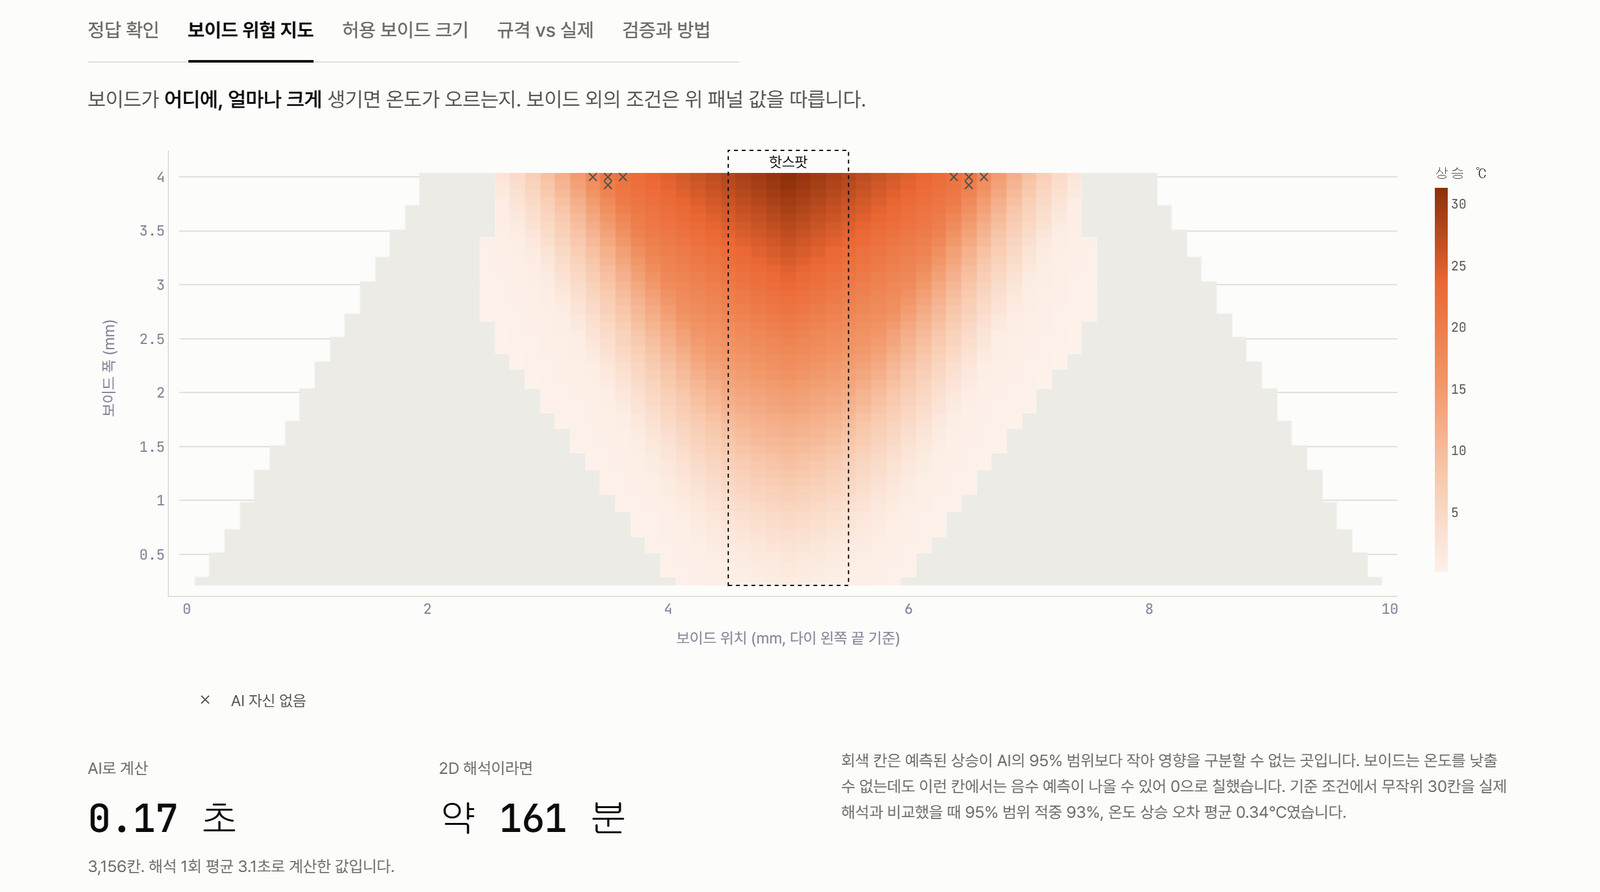 정답 확인 보이드 위험 지도 허용 보이드 크기 규격 vs 실제 검증과 방법
보이드가 어디에, 얼마나 크게 생기면 온도가 오르는지. 보이드 외의 조건은 위 패널 값을 따릅니다.
핫스팟
보이드 폭 (mm)
4
3.5
3
2.5
2
1.5
1
0.5
0 2 4 6 8 10
보이드 위치 (mm, 다이 왼쪽 끝 기준)
상승 ℃
30
25
20
15
10
5
× AI 자신 없음
AI로 계산
0.17 초
3,156칸. 해석 1회 평균 3.1초로 계산한 값입니다.
2D 해석이라면
약 161 분
회색 칸은 예측된 상승이 AI의 95% 범위보다 작아 영향을 구분할 수 없는 곳입니다. 보이드는 온도를 낮출
수 없는데도 이런 칸에서는 음수 예측이 나올 수 있어 0으로 칠했습니다. 기준 조건에서 무작위 30칸을 실제
해석과 비교했을 때 95% 범위 적중 93%, 온도 상승 오차 평균 0.34°C였습니다.